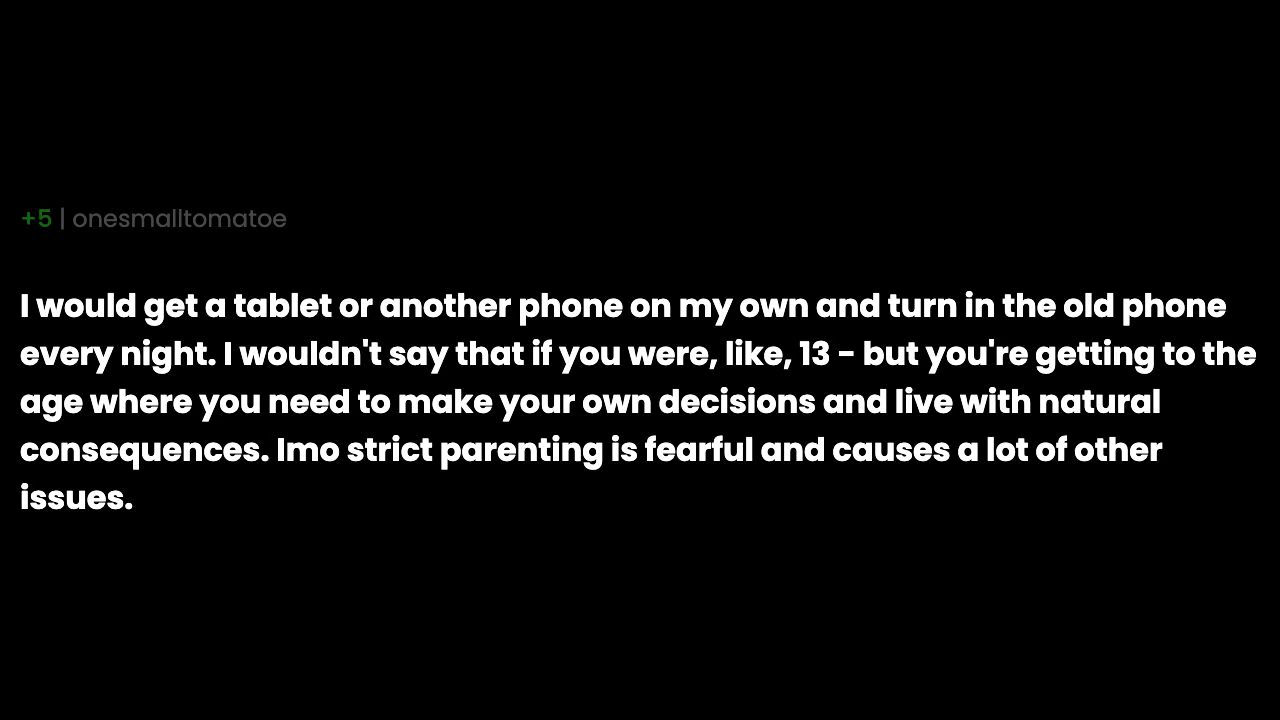 +5 | onesmalltomatoe
I would get a tablet or another phone on my own and turn in the old phone
every night. I wouldn't say that if you were, like, 13 - but you're getting to the
age where you need to make your own decisions and live with natural
consequences. Imo strict parenting is fearful and causes a lot of other
issues.